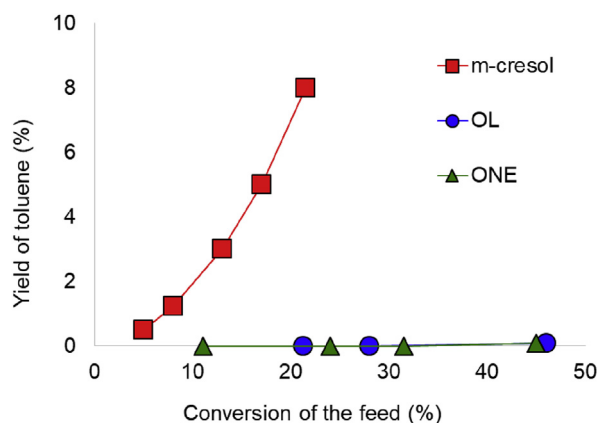 10
8
6
4
2
0
0
10
20
30
40
50
Yield of toluene (%)
Conversion of the feed (%)
m-cresol
OL
ONE